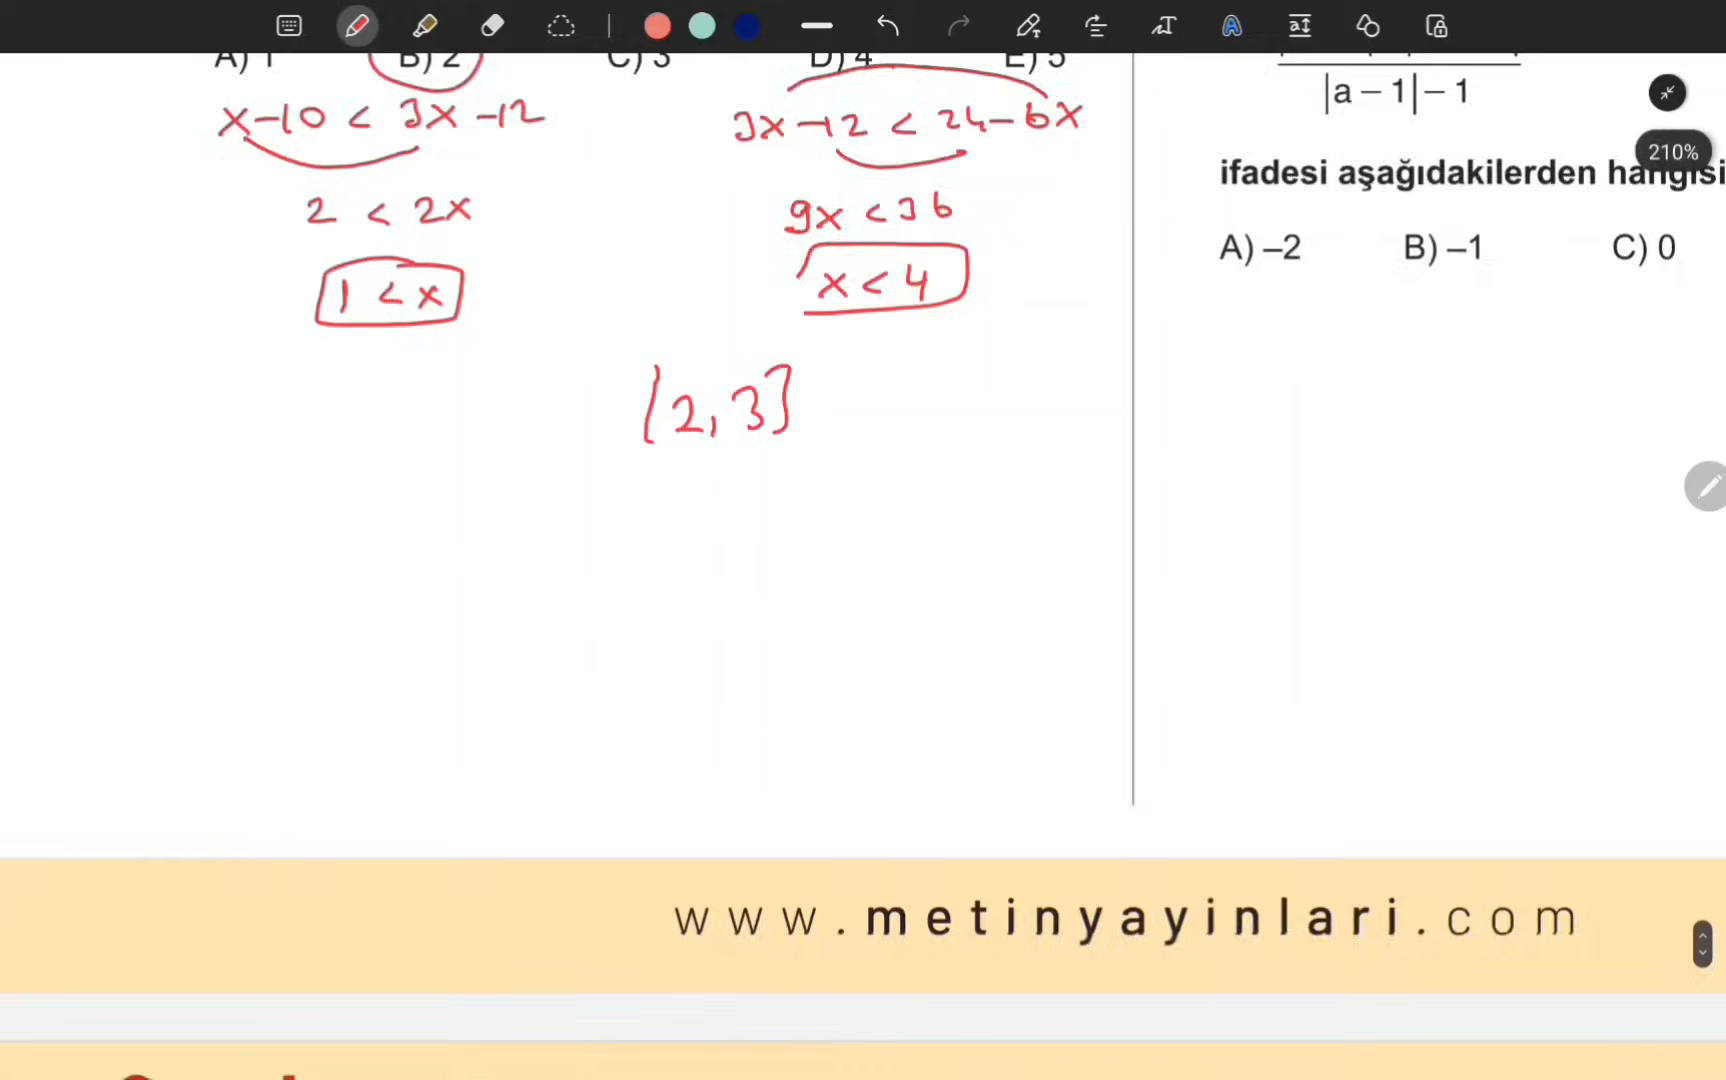 A) 1 B) 2 C) 3 D) 4 E) 5
x-10 < 3x-12
2 < 2x
1 < x
3x-12 < 24-6x
9x < 36
x < 4
[2,3]
|a – 1| – 1
210%
ifadesi aşağıdakilerden hangisi
A) –2 B) –1 C) 0
www.metinyayinlari.com